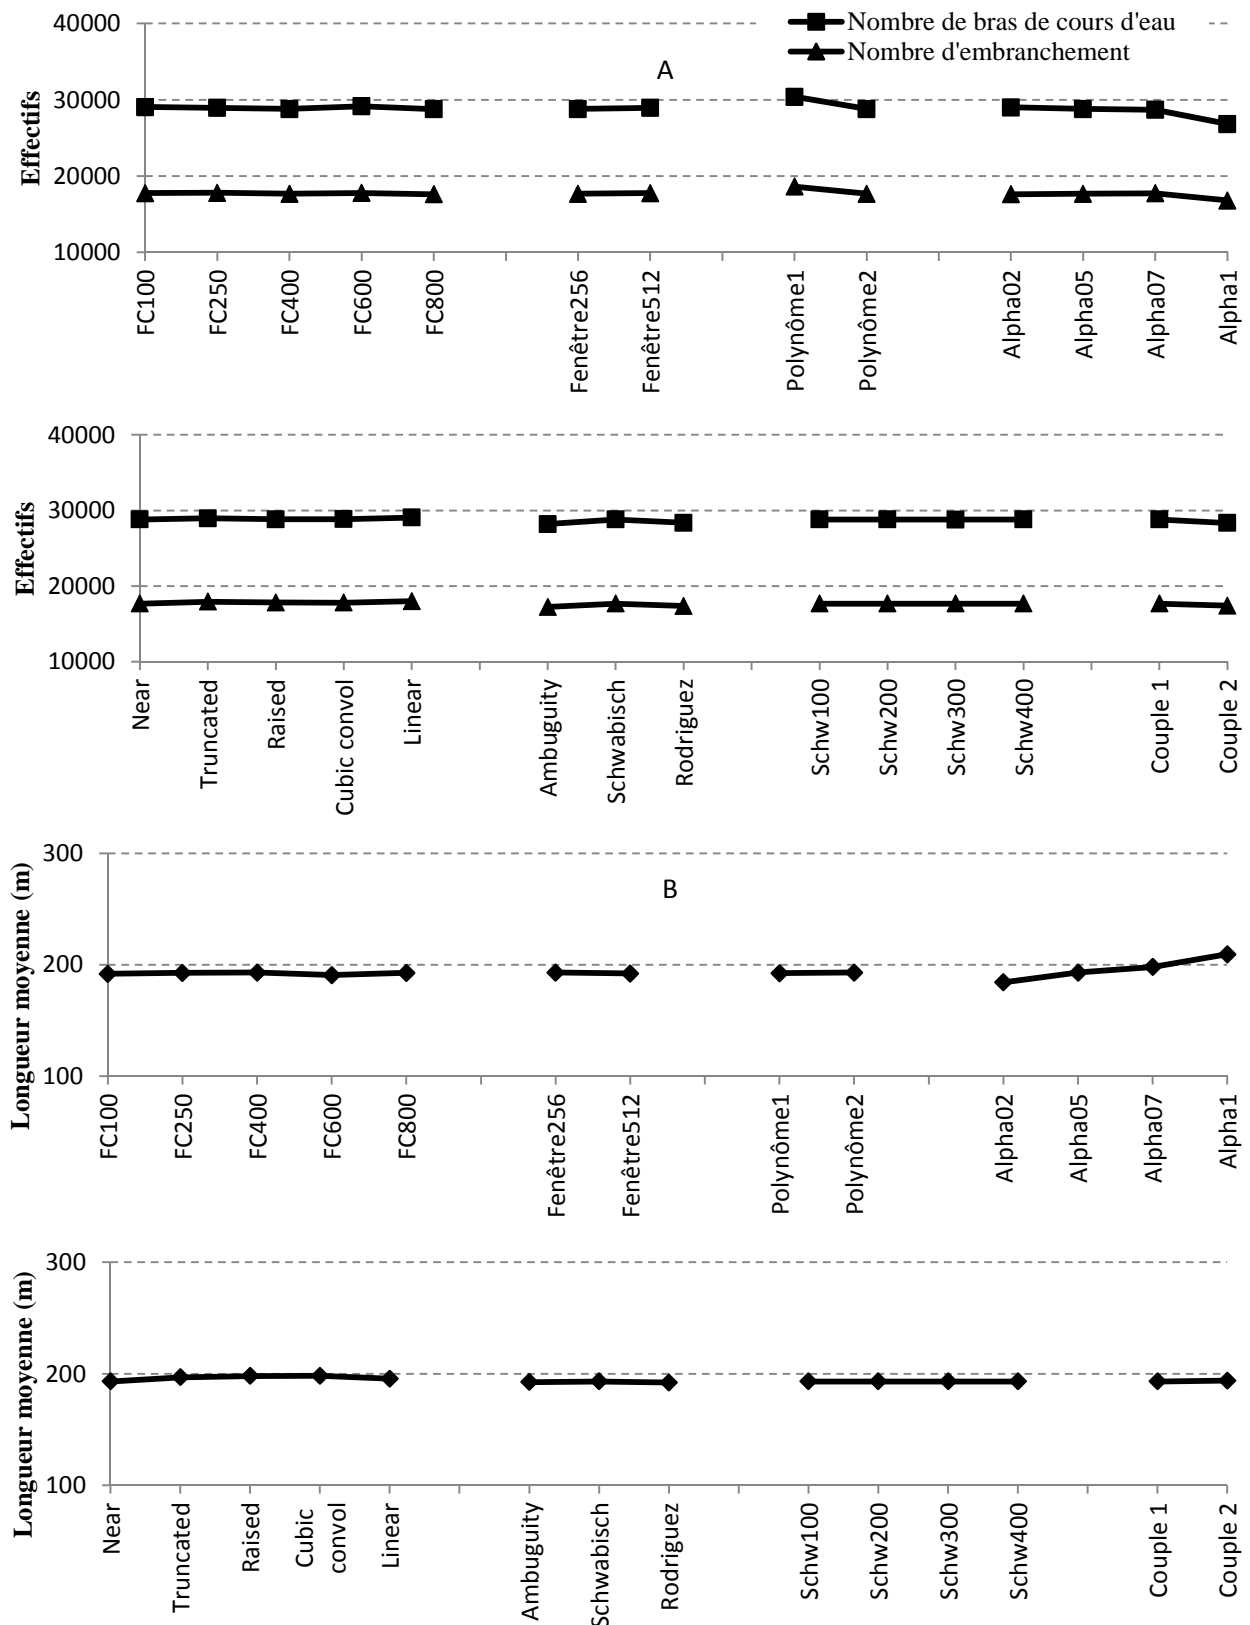 Nombre de bras de cours d'eau
Nombre d'embranchement
A
Effectifs
40000
30000
20000
10000
FC100
FC250
FC400
FC600
FC800
Fenêtre256
Fenêtre512
Polynôme1
Polynôme2
Alpha02
Alpha05
Alpha07
Alpha1
Effectifs
40000
30000
20000
10000
Near
Truncated
Raised
Cubic convol
Linear
Ambuguity
Schwabisch
Rodriguez
Schw100
Schw200
Schw300
Schw400
Couple 1
Couple 2
B
Longueur moyenne (m)
300
200
100
FC100
FC250
FC400
FC600
FC800
Fenêtre256
Fenêtre512
Polynôme1
Polynôme2
Alpha02
Alpha05
Alpha07
Alpha1
Longueur moyenne (m)
300
200
100
Near
Truncated
Raised
Cubic
convol
Linear
Ambuguity
Schwabisch
Rodriguez
Schw100
Schw200
Schw300
Schw400
Couple 1
Couple 2